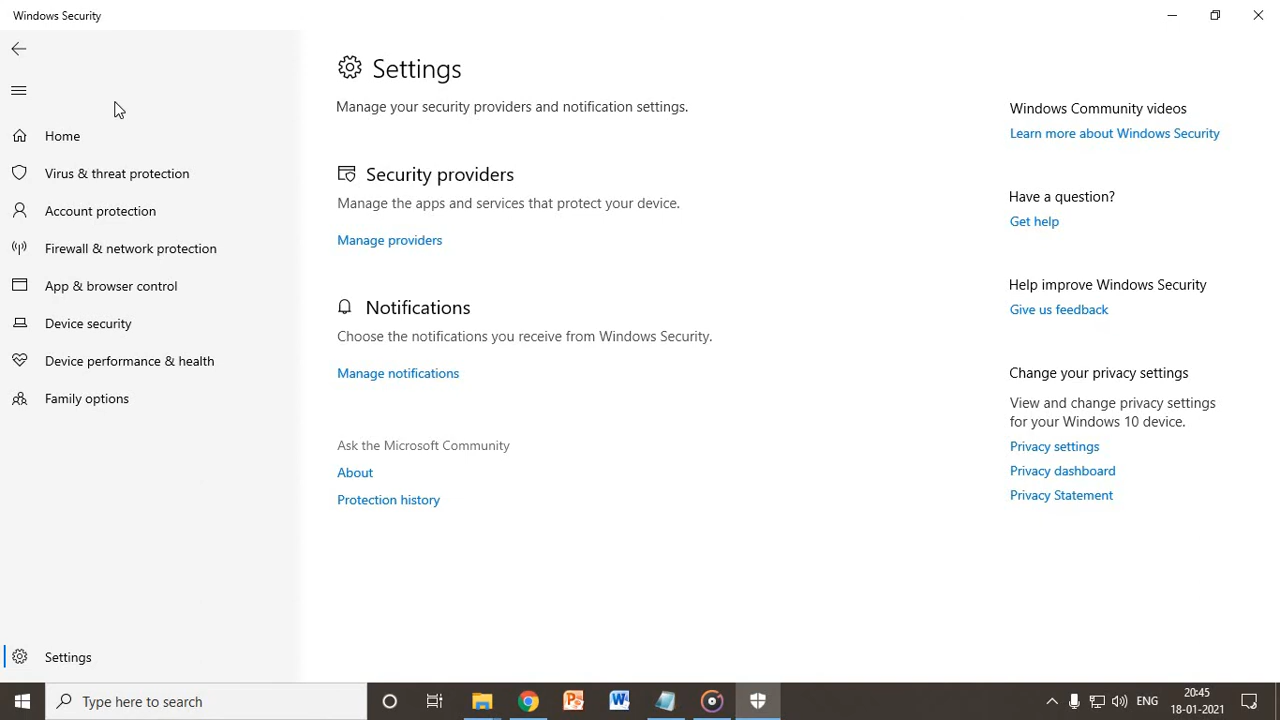 Windows Security
Home
Virus & threat protection
Account protection
Firewall & network protection
App & browser control
Device security
Device performance & health
Family options
Settings
Settings
Manage your security providers and notification settings.
Security providers
Manage the apps and services that protect your device.
Manage providers
Notifications
Choose the notifications you receive from Windows Security.
Manage notifications
Ask the Microsoft Community
About
Protection history
Windows Community videos
Learn more about Windows Security
Have a question?
Get help
Help improve Windows Security
Give us feedback
Change your privacy settings
View and change privacy settings
for your Windows 10 device.
Privacy settings
Privacy dashboard
Privacy Statement
Type here to search
ENG
20:45
18-01-2021